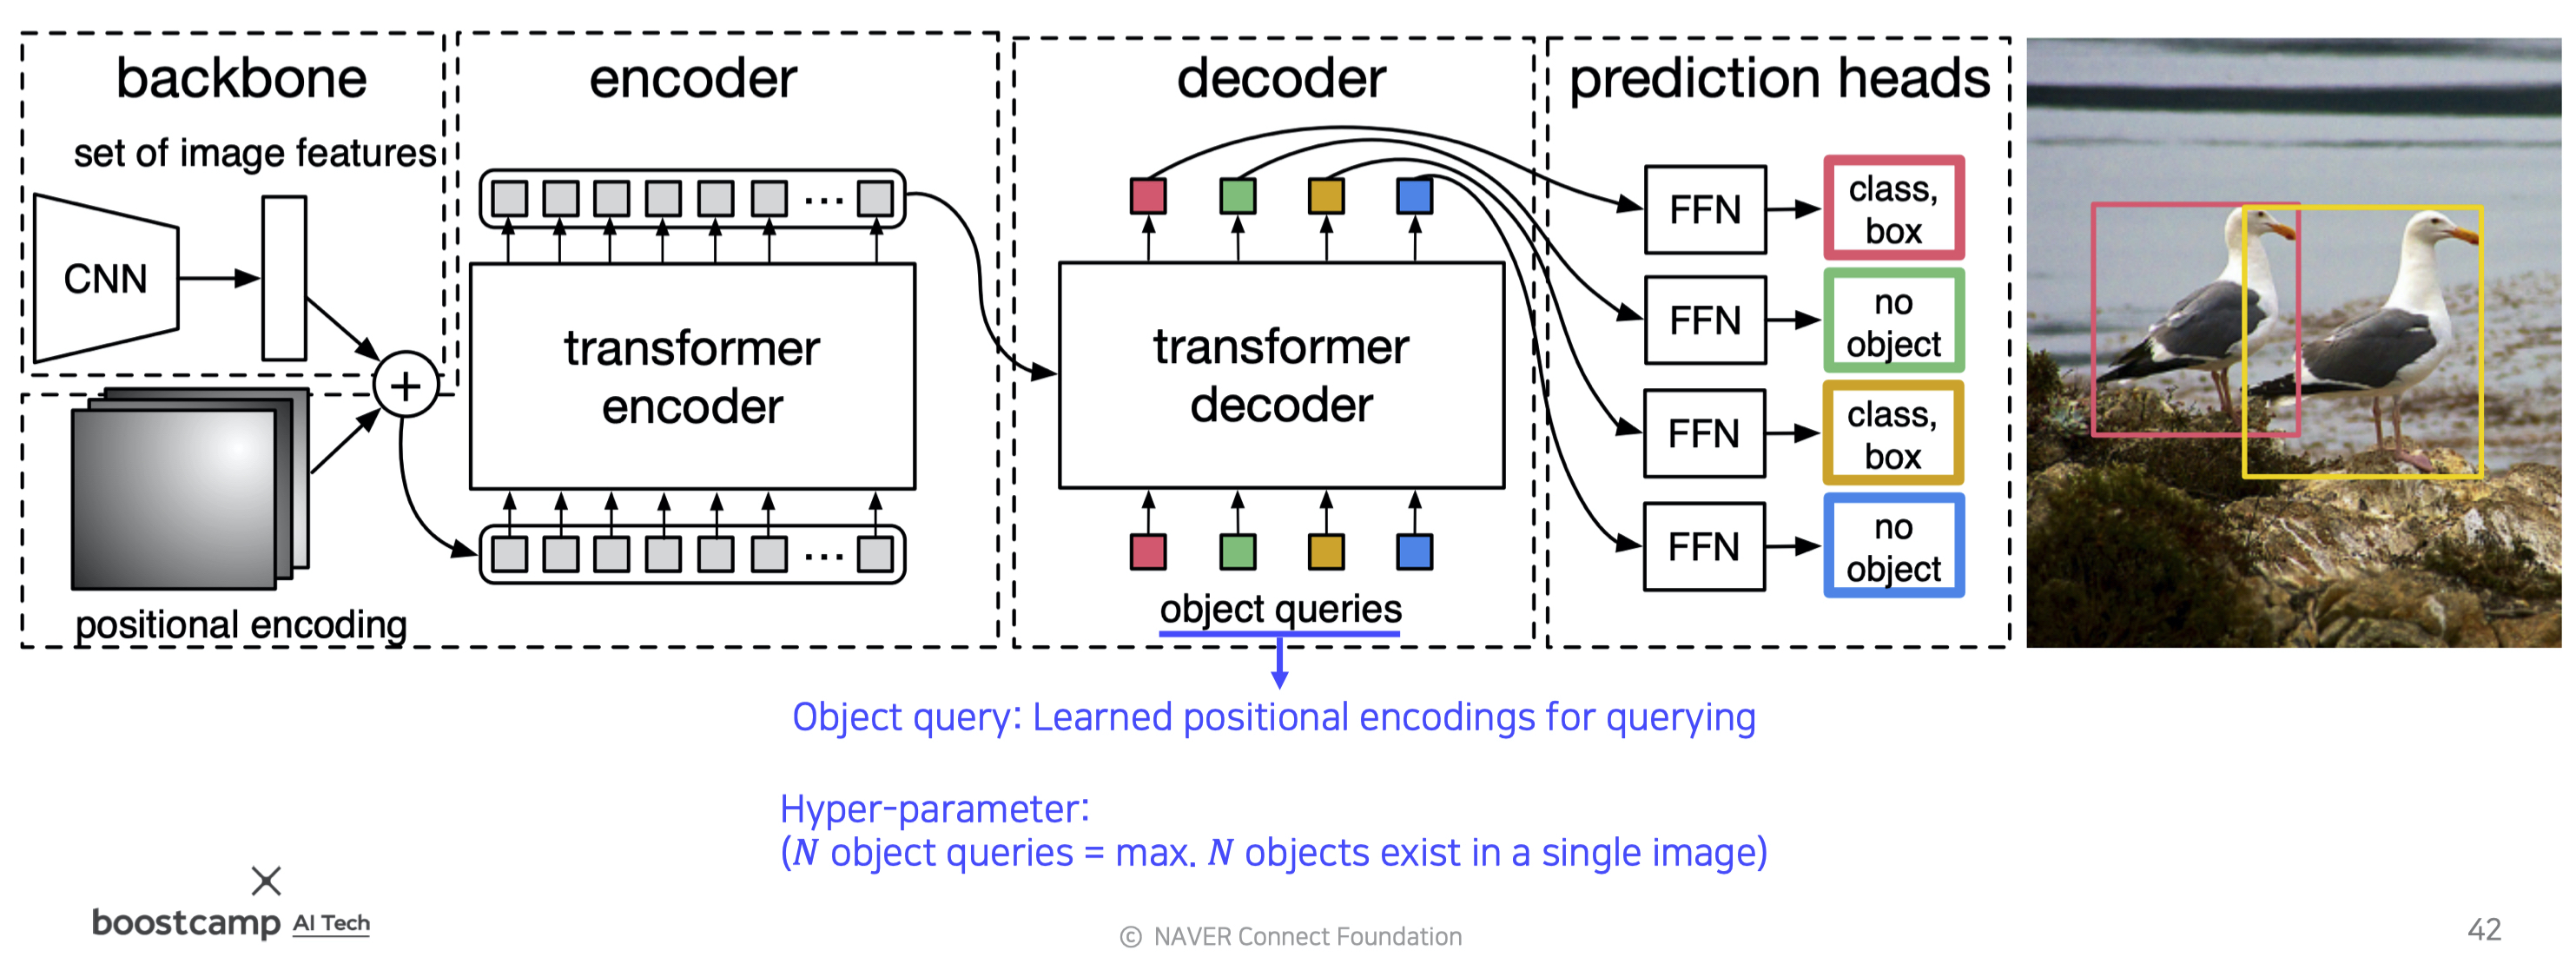 backbone
set of image features
CNN
positional encoding
+
encoder
...
transformer
encoder
...
decoder
transformer
decoder
object queries
prediction heads
FFN
class,
box
FFN
no
object
FFN
class,
box
FFN
no
object
Object query: Learned positional encodings for querying
Hyper-parameter:
(N object queries = max. N objects exist in a single image)
boostcamp AI Tech
© NAVER Connect Foundation
42